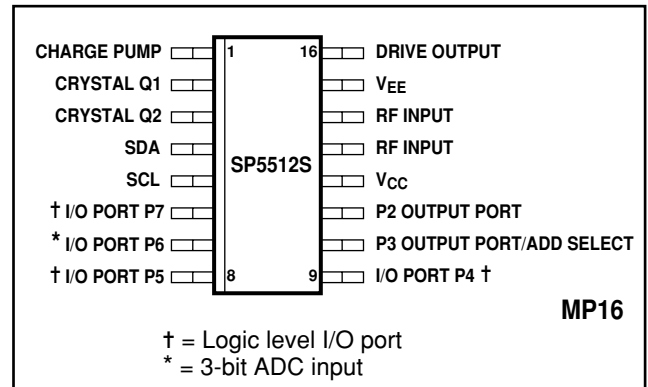 CHARGE PUMP 1 16 DRIVE OUTPUT
CRYSTAL Q1 VEE
CRYSTAL Q2 RF INPUT
SDA RF INPUT
SP5512S
SCL VCC
† I/O PORT P7 P2 OUTPUT PORT
* I/O PORT P6 P3 OUTPUT PORT/ADD SELECT
† I/O PORT P5 8 9 I/O PORT P4 †
MP16
† = Logic level I/O port
* = 3-bit ADC input